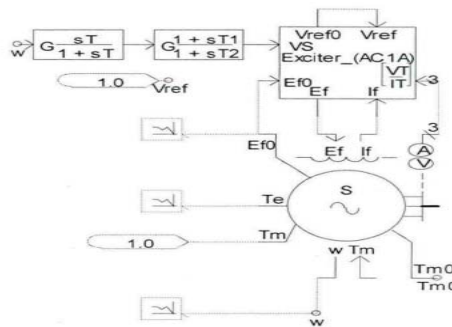 Vref0 Vref
G sT / 1 + sT
G 1 + sT1 / 1 + sT2
VS
Exciter_(AC1A)
w
Ef0
VT
IT
Ef If
3
1.0
Vref
3
Ef0
Ef If
A
V
S
Te
Tm
1.0
w Tm
Tm0
Tm0
w